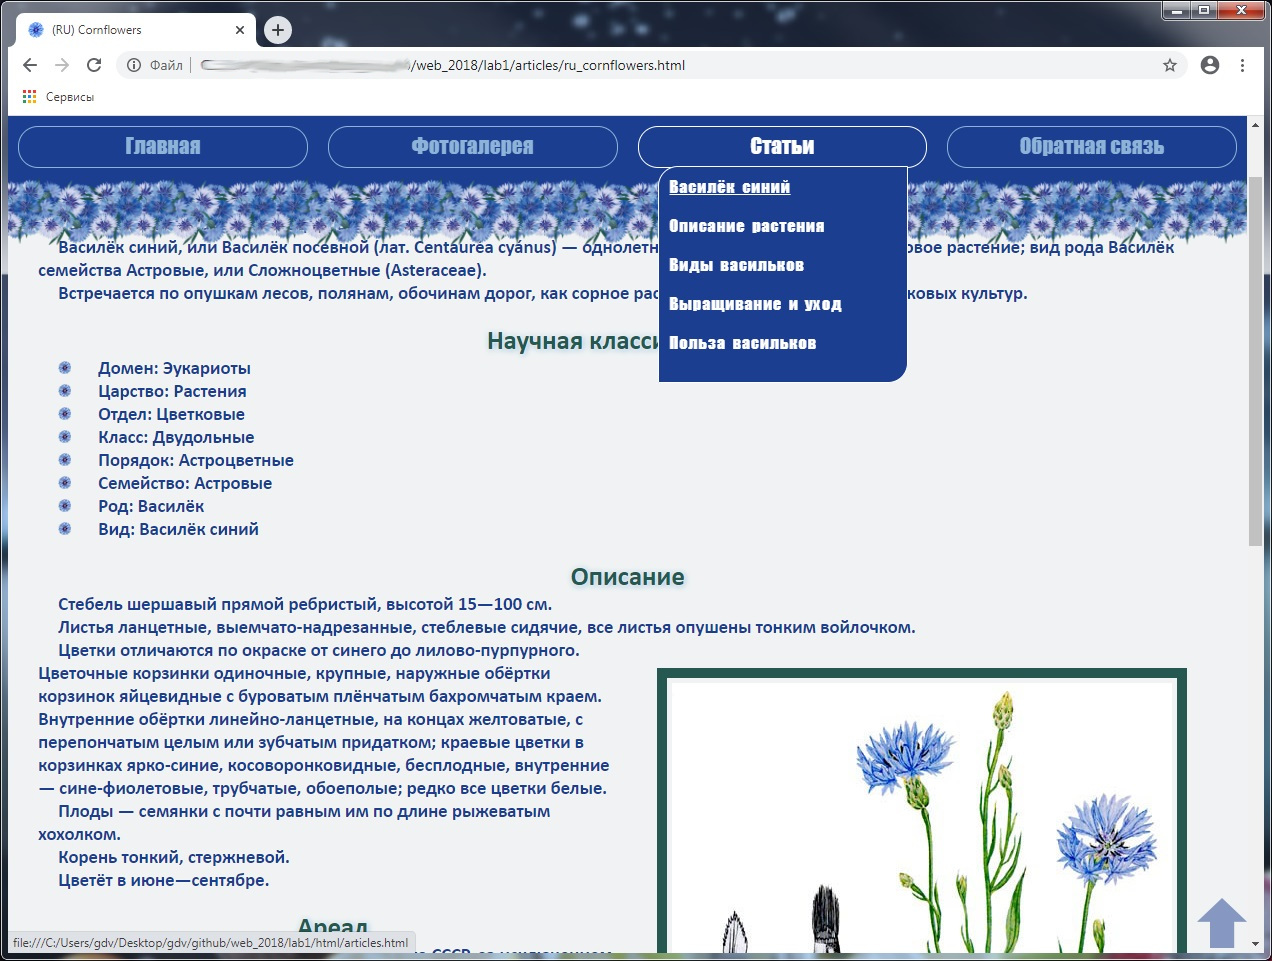 (RU) Cornflowers
Файл
/web_2018/lab1/articles/ru_cornflowers.html
Сервисы
Главная
Фотогалерея
Статьи
Обратная связь
Василёк синий
Описание растения
Виды васильков
Выращивание и уход
Польза васильков
Василёк синий, или Василёк посевной (лат. Centáurea cyánus) — однолетн овое растение; вид рода Василёк
семейства Астровые, или Сложноцветные (Asteraceae).
Встречается по опушкам лесов, полянам, обочинам дорог, как сорное рас ковых культур.
Научная класси
Домен: Эукариоты
Царство: Растения
Отдел: Цветковые
Класс: Двудольные
Порядок: Астроцветные
Семейство: Астровые
Род: Василёк
Вид: Василёк синий
Описание
Стебель шершавый прямой ребристый, высотой 15—100 см.
Листья ланцетные, выемчато-надрезанные, стеблевые сидячие, все листья опушены тонким войлочком.
Цветки отличаются по окраске от синего до лилово-пурпурного.
Цветочные корзинки одиночные, крупные, наружные обёртки
корзинок яйцевидные с буроватым плёнчатым бахромчатым краем.
Внутренние обёртки линейно-ланцетные, на концах желтоватые, с
перепончатым целым или зубчатым придатком; краевые цветки в
корзинках ярко-синие, косоворонковидные, бесплодные, внутренние
— сине-фиолетовые, трубчатые, обоеполые; редко все цветки белые.
Плоды — семянки с почти равным им по длине рыжеватым
хохолком.
Корень тонкий, стержневой.
Цветёт в июне—сентябре.
Ареал
file:///C:/Users/gdv/Desktop/gdv/github/web_2018/lab1/html/articles.html